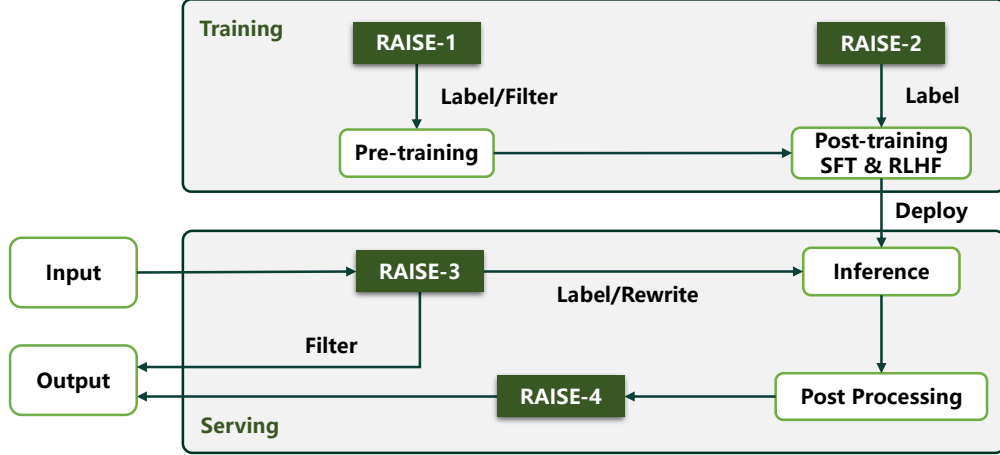 Training
RAISE-1
RAISE-2
Label/Filter
Label
Pre-training
Post-training
SFT & RLHF
Deploy
Input
RAISE-3
Inference
Label/Rewrite
Filter
Output
RAISE-4
Post Processing
Serving